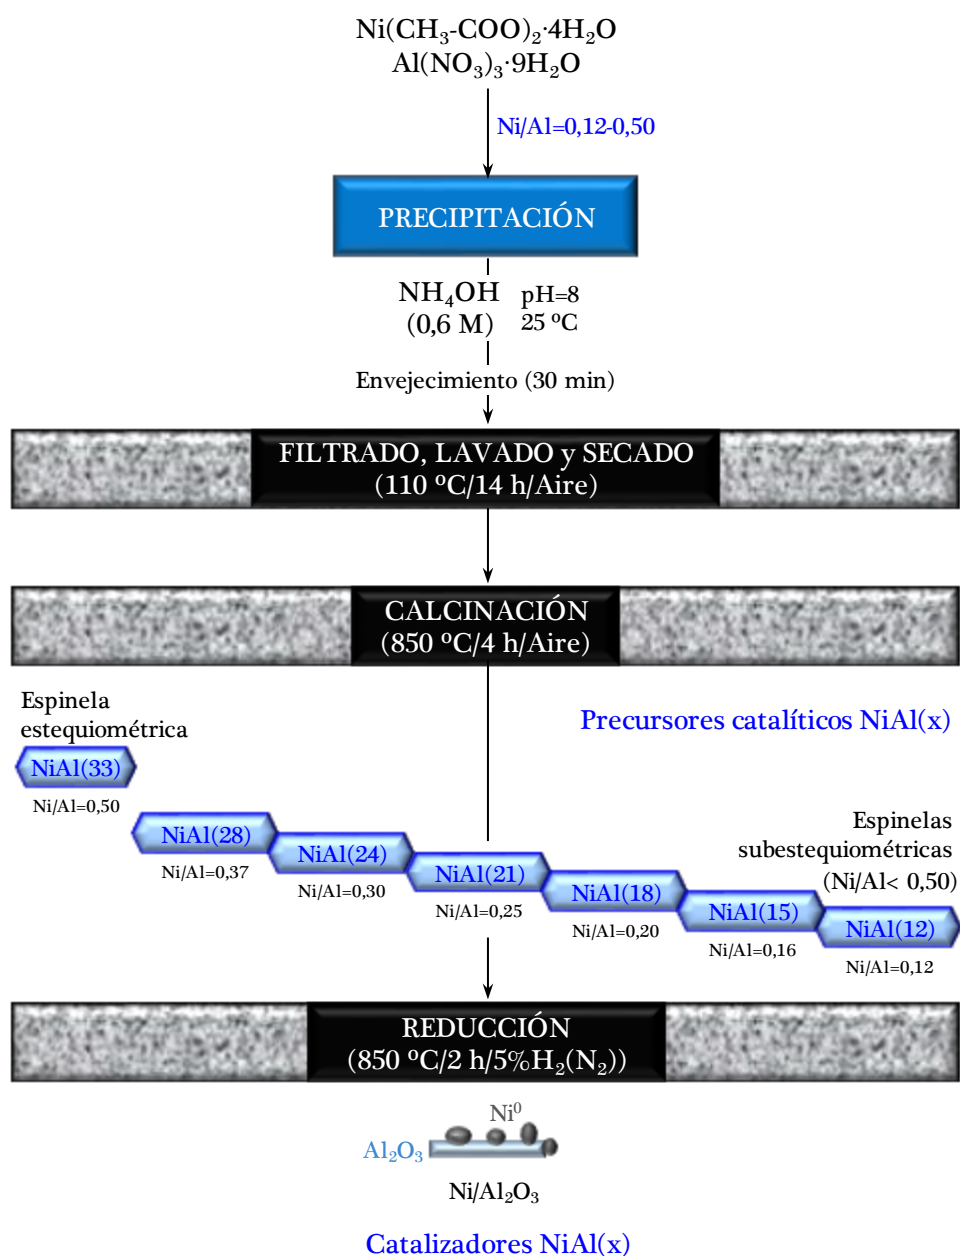 Ni(CH₃-COO)₂·4H₂O
Al(NO₃)₃·9H₂O
Ni/Al=0,12-0,50
PRECIPITACIÓN
NH₄OH pH=8
(0,6 M) 25 ºC
Envejecimiento (30 min)
FILTRADO, LAVADO y SECADO
(110 ºC/14 h/Aire)
CALCINACIÓN
(850 ºC/4 h/Aire)
Espinela
estequiométrica
Precursores catalíticos NiAl(x)
NiAl(33)
Ni/Al=0,50
NiAl(28)
Ni/Al=0,37
NiAl(24)
Ni/Al=0,30
NiAl(21)
Ni/Al=0,25
NiAl(18)
Ni/Al=0,20
NiAl(15)
Ni/Al=0,16
Espinelas
subestequiométricas
(Ni/Al< 0,50)
NiAl(12)
Ni/Al=0,12
REDUCCIÓN
(850 ºC/2 h/5%H₂(N₂))
Ni⁰
Al₂O₃
Ni/Al₂O₃
Catalizadores NiAl(x)